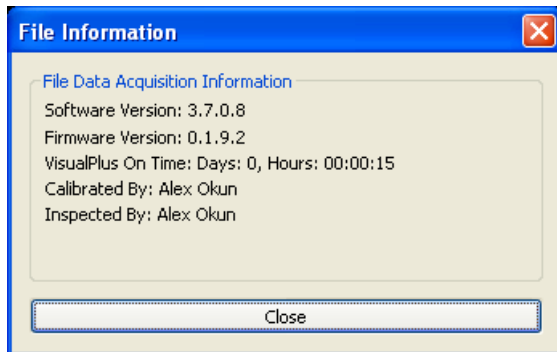 File Information
File Data Acquisition Information
Software Version: 3.7.0.8
Firmware Version: 0.1.9.2
VisualPlus On Time: Days: 0, Hours: 00:00:15
Calibrated By: Alex Okun
Inspected By: Alex Okun
Close